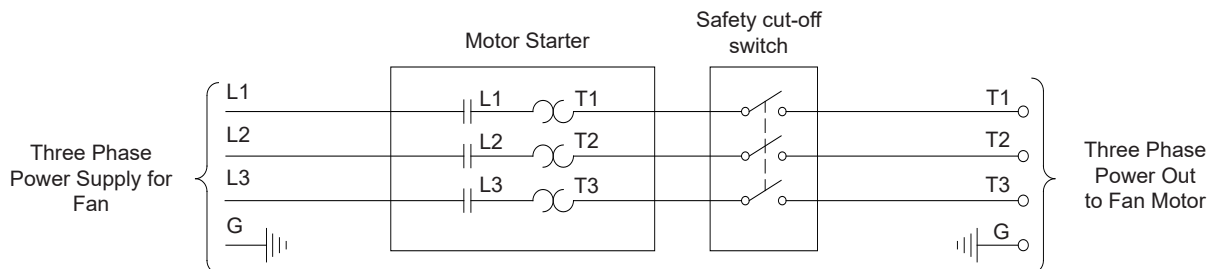 Safety cut-off
switch
Motor Starter
Three Phase
Power Supply for
Fan
L1
L2
L3
G
L1 T1
L2 T2
L3 T3
T1
T2
T3
G
Three Phase
Power Out
to Fan Motor